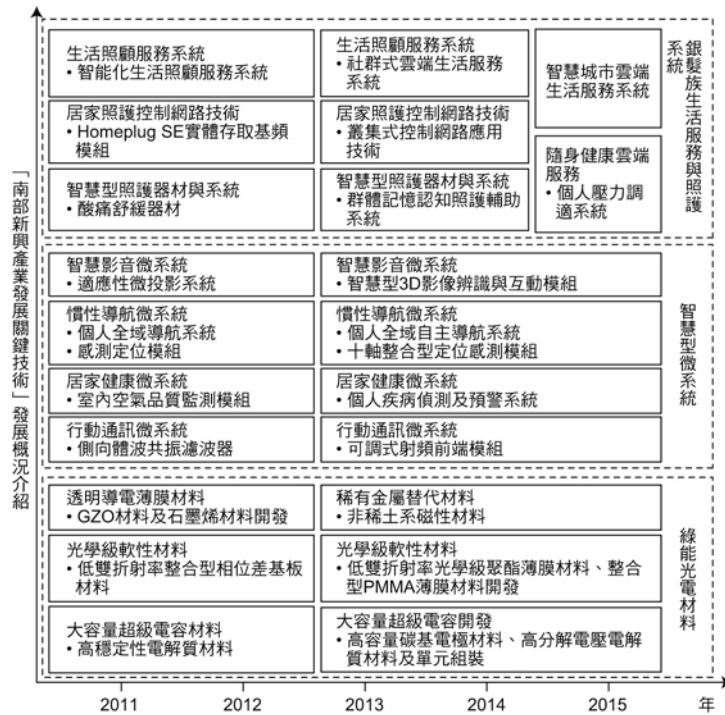 「南部新興產業發展關鍵技術」發展概況介紹
生活照顧服務系統
• 智能化生活照顧服務系統
生活照顧服務系統
• 社群式雲端生活服務
系統
智慧城市雲端
生活服務系統
居家照護控制網路技術
• Homeplug SE實體存取基頻
模組
居家照護控制網路技術
• 叢集式控制網路應用
技術
隨身健康雲端
服務
• 個人壓力調
適系統
智慧型照護器材與系統
• 酸痛舒緩器材
智慧型照護器材與系統
• 群體記憶認知照護輔助
系統
銀髮族生活服務與照護
系統
智慧影音微系統
• 適應性微投影系統
智慧影音微系統
• 智慧型3D影像辨識與互動模組
慣性導航微系統
• 個人全域導航系統
• 感測定位模組
慣性導航微系統
• 個人全域自主導航系統
• 十軸整合型定位感測模組
居家健康微系統
• 室內空氣品質監測模組
居家健康微系統
• 個人疾病偵測及預警系統
行動通訊微系統
• 側向體波共振濾波器
行動通訊微系統
• 可調式射頻前端模組
智慧型微系統
透明導電薄膜材料
• GZO材料及石墨烯材料開發
稀有金屬替代材料
• 非稀土系磁性材料
光學級軟性材料
• 低雙折射率整合型相位差基板
材料
光學級軟性材料
• 低雙折射率光學級聚酯薄膜材料、整合
型PMMA薄膜材料開發
大容量超級電容材料
• 高穩定性電解質材料
大容量超級電容開發
• 高容量碳基電極材料、高分解電壓電解
質材料及單元組裝
綠能光電材料
2011
2012
2013
2014
2015
年